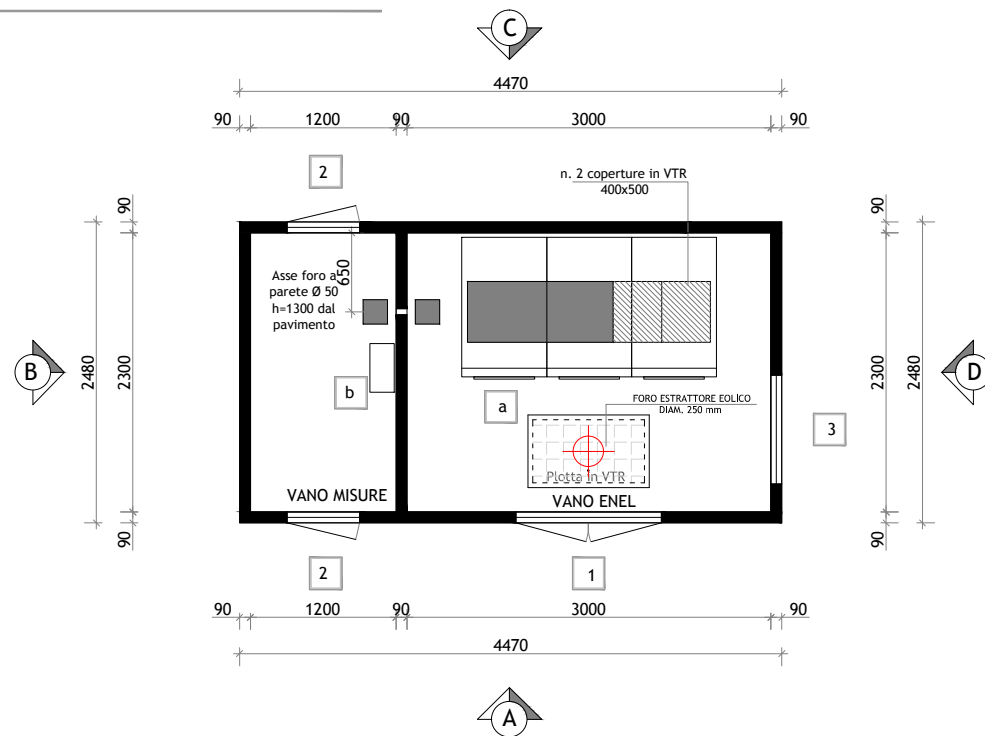 C
4470
90
1200
90
3000
90
2
n. 2 coperture in VTR
400x500
90
90
650
Asse foro a
parete Ø 50
h=1300 dal
pavimento
B
2480
2300
b
a
FORO ESTRATTORE EOLICO
DIAM. 250 mm
2300
2480
D
3
Plotta in VTR
VANO MISURE
VANO ENEL
90
90
2
1
90
1200
90
3000
90
4470
A